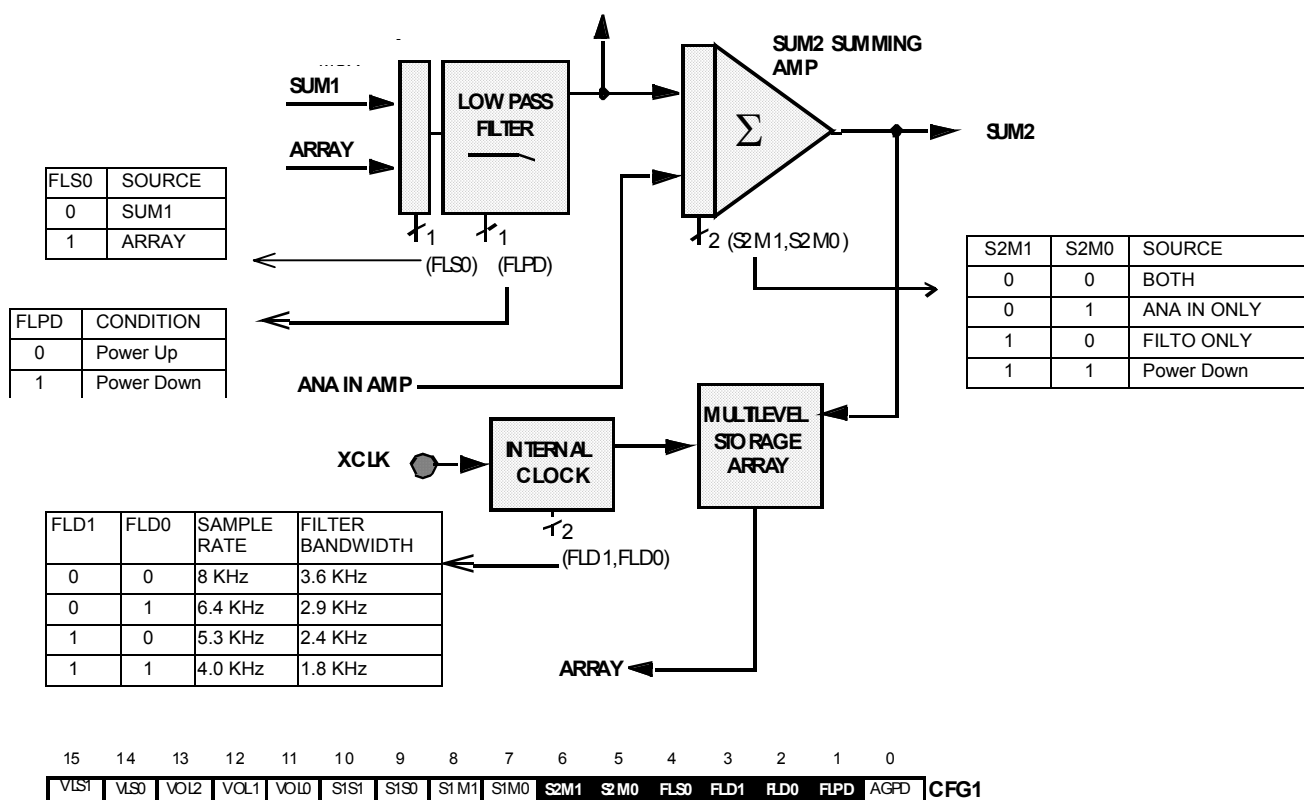 SUM2 SUMMING
AMP
SUM1
LOW PASS
FILTER
Σ
SUM2
ARRAY
FLS0 SOURCE
0 SUM1
1 ARRAY
1 1 2 (S2M1,S2M0)
(FLS0) (FLPD)
S2M1 S2M0 SOURCE
0 0 BOTH
0 1 ANA IN ONLY
1 0 FILTO ONLY
1 1 Power Down
FLPD CONDITION
0 Power Up
1 Power Down
ANA IN AMP
MULTILEVEL
STORAGE
ARRAY
XCLK
INTERNAL
CLOCK
2
(FLD1,FLD0)
FLD1 FLD0 SAMPLE RATE FILTER BANDWIDTH
0 0 8 KHz 3.6 KHz
0 1 6.4 KHz 2.9 KHz
1 0 5.3 KHz 2.4 KHz
1 1 4.0 KHz 1.8 KHz
ARRAY
15 14 13 12 11 10 9 8 7 6 5 4 3 2 1 0
VLS1 VLS0 VOL2 VOL1 VOL0 S1S1 S1S0 S1M1 S1M0 S2M1 S2M0 FLS0 FLD1 FLD0 FLPD AGPD CFG1